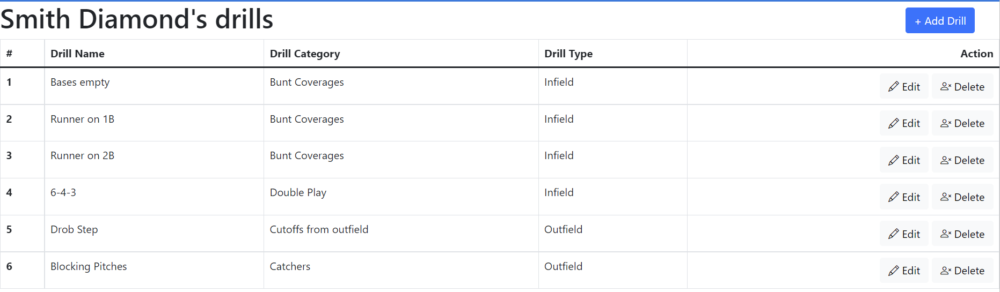 Smith Diamond's drills
+ Add Drill
# Drill Name Drill Category Drill Type Action
1 Bases empty Bunt Coverages Infield Edit Delete
2 Runner on 1B Bunt Coverages Infield Edit Delete
3 Runner on 2B Bunt Coverages Infield Edit Delete
4 6-4-3 Double Play Infield Edit Delete
5 Drob Step Cutoffs from outfield Outfield Edit Delete
6 Blocking Pitches Catchers Outfield Edit Delete